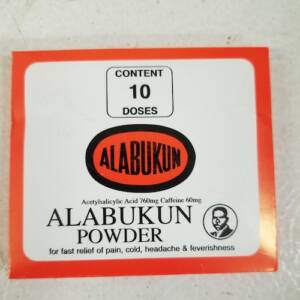 CONTENT
10
DOSES
ALABUKUN
Acetylsalicylic Acid 760mg Caffeine 60mg
ALABUKUN
POWDER
for fast relief of pain, cold, headache & feverishness